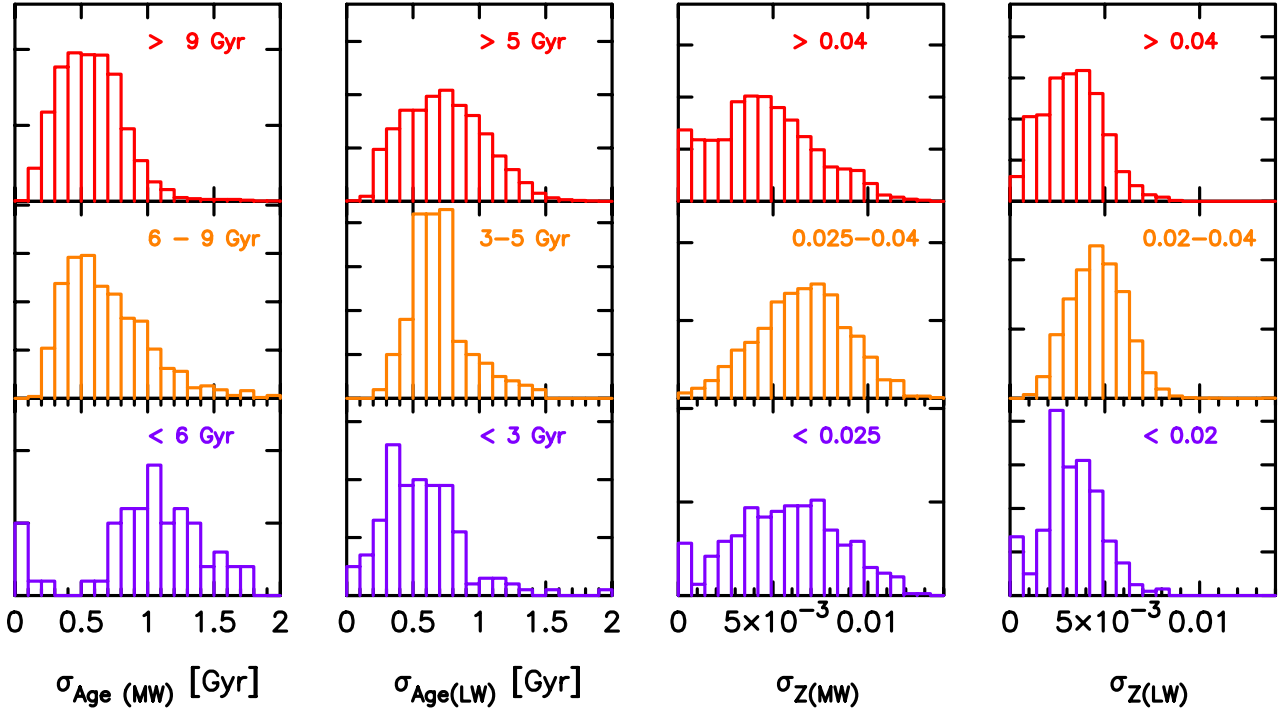 > 9 Gyr
> 5 Gyr
> 0.04
> 0.04
6 − 9 Gyr
3−5 Gyr
0.025−0.04
0.02−0.04
< 6 Gyr
< 3 Gyr
< 0.025
< 0.02
0 0.5 1 1.5 2
0 0.5 1 1.5 2
0 5×10⁻³ 0.01
0 5×10⁻³ 0.01
σAge (MW) [Gyr]
σAge(LW) [Gyr]
σZ(MW)
σZ(LW)